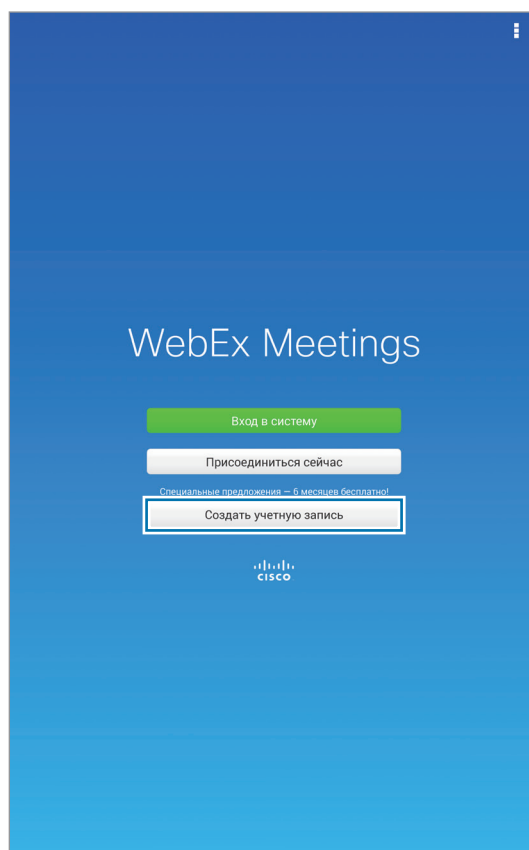 WebEx Meetings
Вход в систему
Присоединиться сейчас
Специальные предложения — 6 месяцев бесплатно!
Создать учетную запись
CISCO